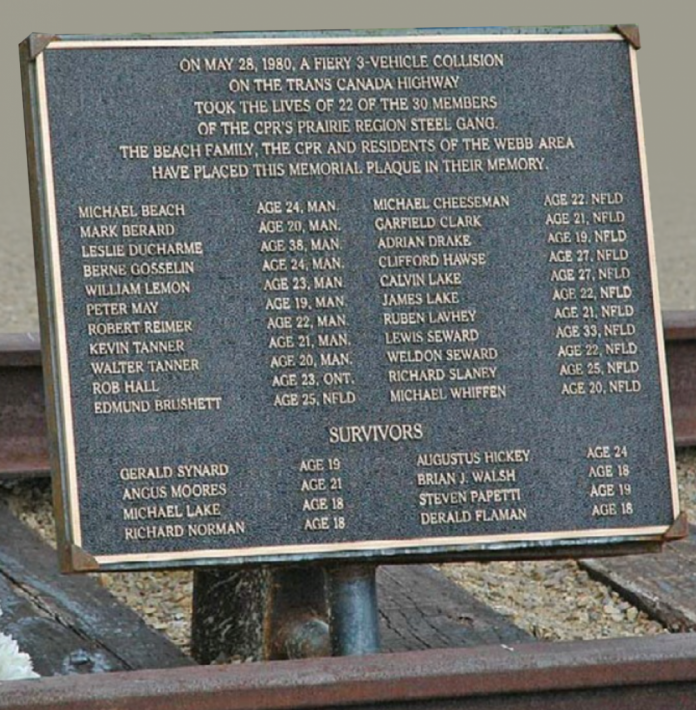 ON MAY 28, 1980, A FIERY 3-VEHICLE COLLISION
ON THE TRANS CANADA HIGHWAY
TOOK THE LIVES OF 22 OF THE 30 MEMBERS
OF THE CPR'S PRAIRIE REGION STEEL GANG.
THE BEACH FAMILY, THE CPR AND RESIDENTS OF THE WEBB AREA
HAVE PLACED THIS MEMORIAL PLAQUE IN THEIR MEMORY.
MICHAEL BEACH AGE 24, MAN. MICHAEL CHEESEMAN AGE 22, NFLD
MARK BERARD AGE 20, MAN. GARFIELD CLARK AGE 21, NFLD
LESLIE DUCHARME AGE 38, MAN. ADRIAN DRAKE AGE 19, NFLD
BERNE GOSSELIN AGE 24, MAN. CLIFFORD HAWSE AGE 27, NFLD
WILLIAM LEMON AGE 23, MAN. CALVIN LAKE AGE 27, NFLD
PETER MAY AGE 19, MAN. JAMES LAKE AGE 22, NFLD
ROBERT REIMER AGE 22, MAN. RUBEN LAVHEY AGE 21, NFLD
KEVIN TANNER AGE 21, MAN. LEWIS SEWARD AGE 33, NFLD
WALTER TANNER AGE 20, MAN. WELDON SEWARD AGE 22, NFLD
ROB HALL AGE 23, ONT. RICHARD SLANEY AGE 25, NFLD
EDMUND BRUSHETT AGE 25, NFLD MICHAEL WHIFFEN AGE 20, NFLD
SURVIVORS
GERALD SYNARD AGE 19 AUGUSTUS HICKEY AGE 24
ANGUS MOORES AGE 21 BRIAN J. WALSH AGE 18
MICHAEL LAKE AGE 18 STEVEN PAPETTI AGE 19
RICHARD NORMAN AGE 18 DERALD FLAMAN AGE 18